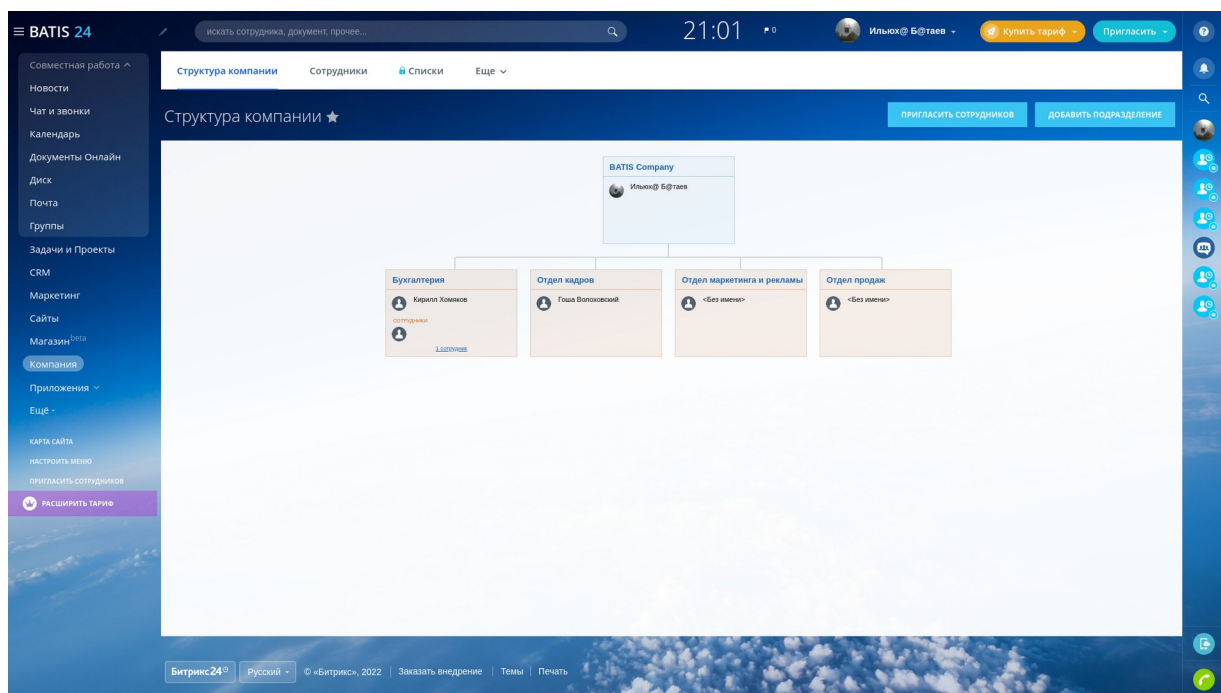 BATIS 24
искать сотрудника, документ, прочее...
21:01
0
Ильюх@ Б@таев
Купить тариф
Пригласить
Совместная работа
Новости
Чат и звонки
Календарь
Документы Онлайн
Диск
Почта
Группы
Задачи и Проекты
CRM
Маркетинг
Сайты
Магазин beta
Компания
Приложения
Ещё -
КАРТА САЙТА
НАСТРОИТЬ МЕНЮ
ПРИГЛАСИТЬ СОТРУДНИКОВ
РАСШИРИТЬ ТАРИФ
Структура компании Сотрудники Списки Еще
Структура компании
ПРИГЛАСИТЬ СОТРУДНИКОВ
ДОБАВИТЬ ПОДРАЗДЕЛЕНИЕ
BATIS Company
Ильюх@ Б@таев
Бухгалтерия
Кирилл Хомяков
СОТРУДНИКИ
1 сотрудник
Отдел кадров
Гоша Волоховский
Отдел маркетинга и рекламы
<Без имени>
Отдел продаж
<Без имени>
Битрикс24 Русский © «Битрикс», 2022 Заказать внедрение Темы Печать